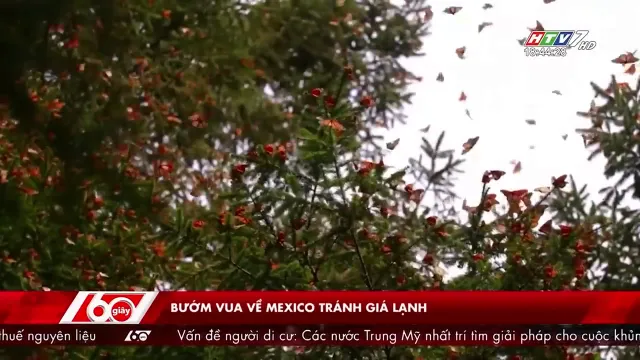 HTV7 HD
18:44:28
60 giây
BƯỚM VUA VỀ MEXICO TRÁNH GIÁ LẠNH
thuế nguyên liệu
60
Vấn đề người di cư: Các nước Trung Mỹ nhất trí tìm giải pháp cho cuộc khủn